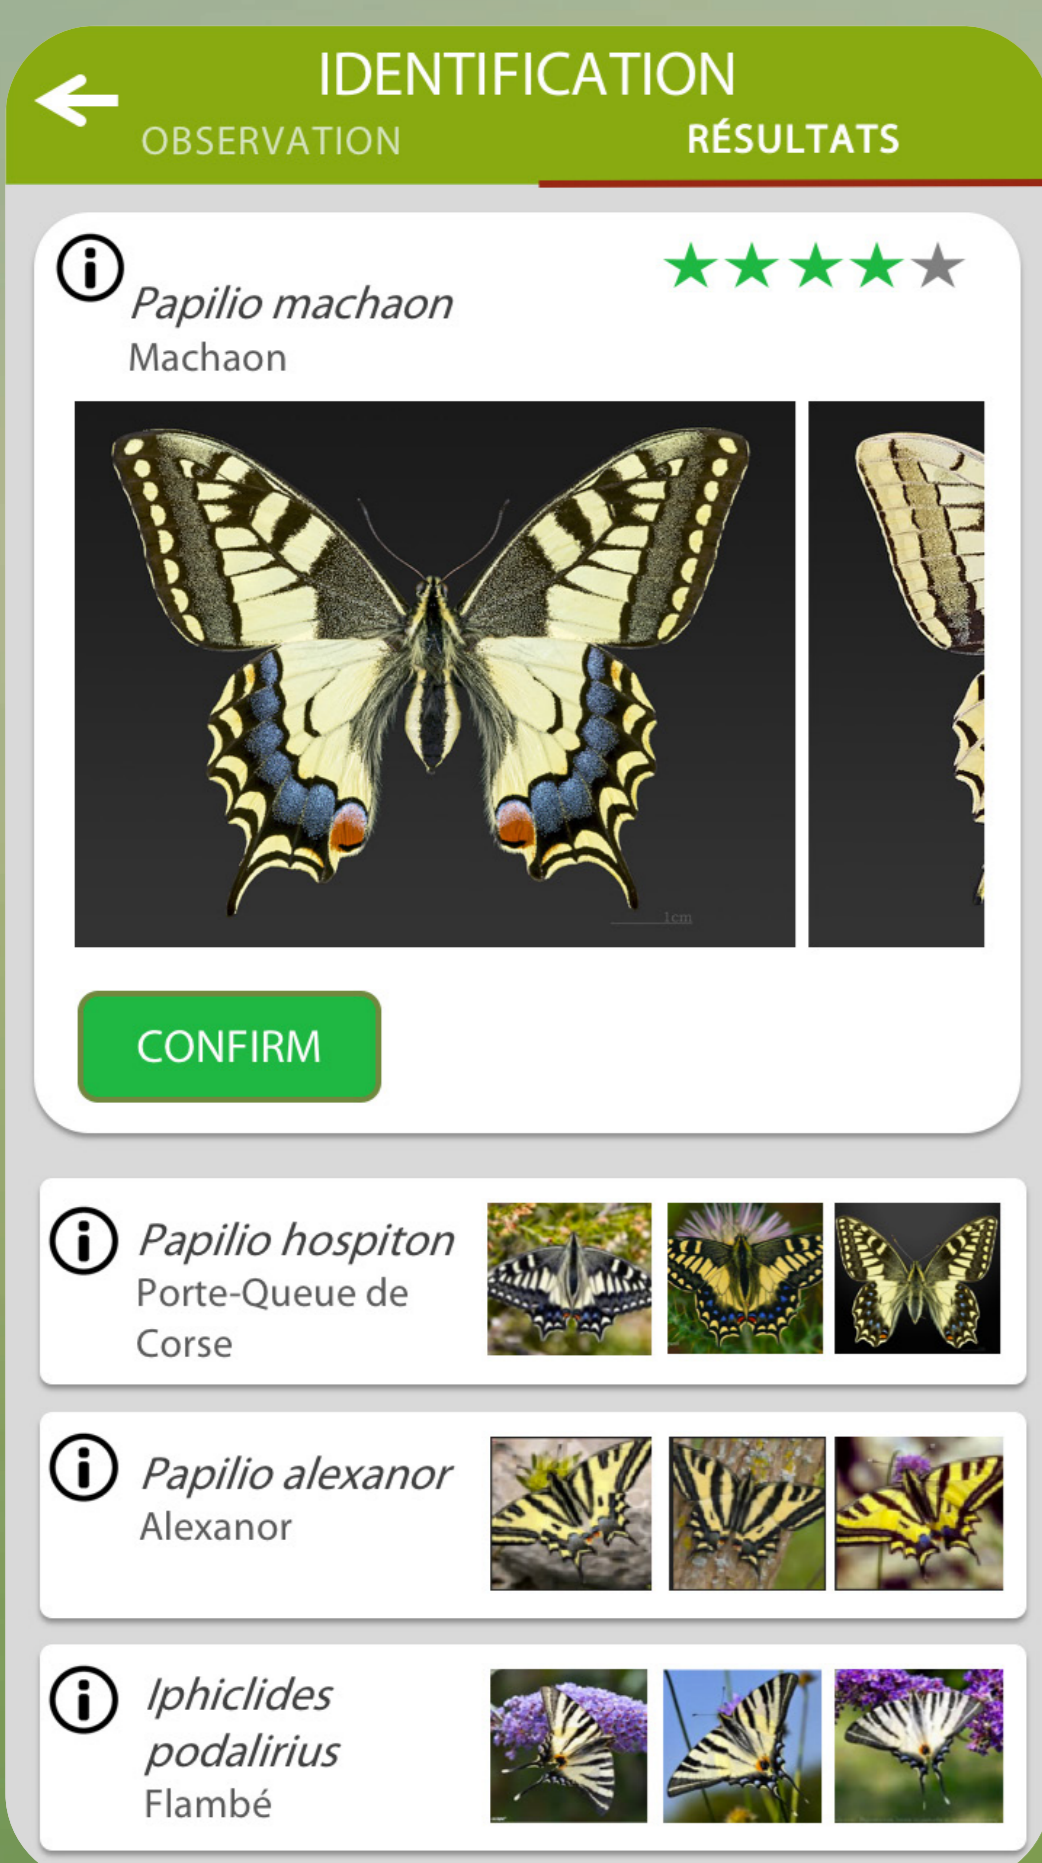 IDENTIFICATION
OBSERVATION
RÉSULTATS
Papilio machaon
Machaon
1cm
CONFIRM
Papilio hospiton
Porte-Queue de
Corse
Papilio alexanor
Alexanor
Iphiclides
podalirius
Flambé